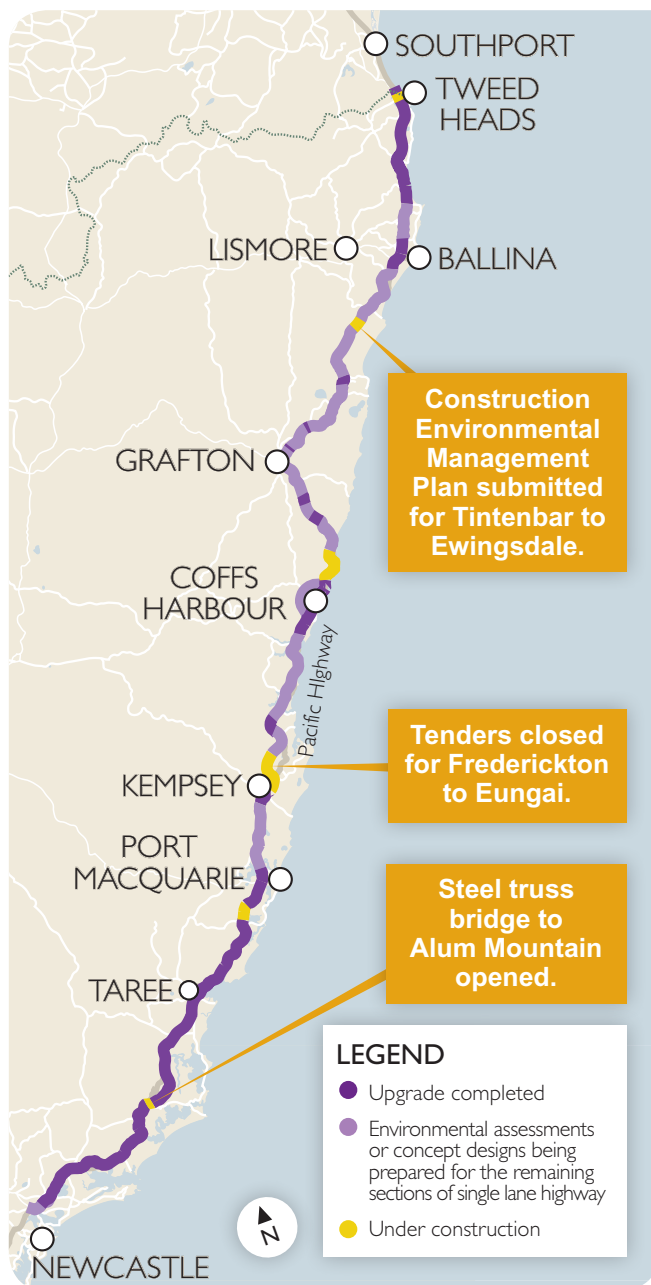 SOUTHPORT
TWEED
HEADS
LISMORE
BALLINA
Construction
Environmental
Management
Plan submitted
for Tintenbar to
Ewingsdale.
GRAFTON
COFFS
HARBOUR
Pacific HIghway
Tenders closed
for Frederickton
to Eungai.
KEMPSEY
PORT
MACQUARIE
Steel truss
bridge to
Alum Mountain
opened.
TAREE
LEGEND
Upgrade completed
Environmental assessments
or concept designs being
prepared for the remaining
sections of single lane highway
Under construction
N
NEWCASTLE